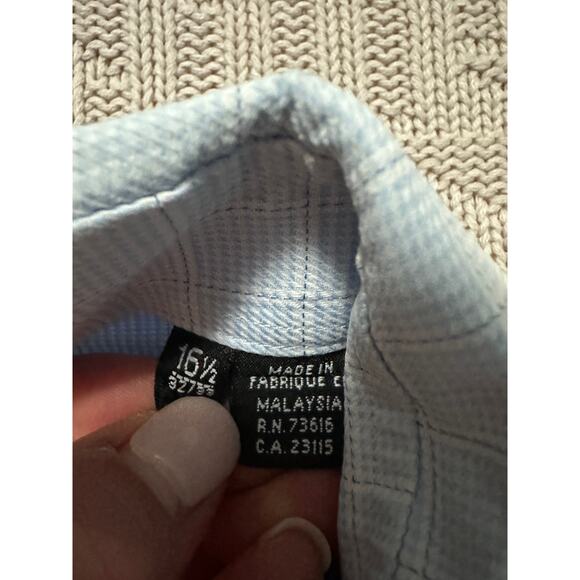 16½
32/33
MADE IN
FABRIQUE E
MALAYSIA
R.N. 73616
C.A. 23115